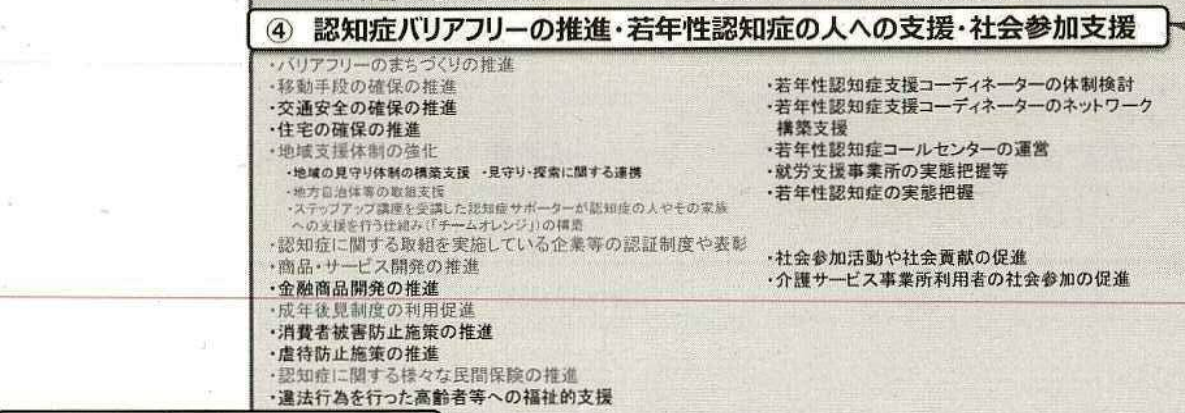 ④ 認知症バリアフリーの推進・若年性認知症の人への支援・社会参加支援
・バリアフリーのまちづくりの推進
・移動手段の確保の推進
・交通安全の確保の推進
・住宅の確保の推進
・地域支援体制の強化
・地域の見守り体制の構築支援 ・見守り・探索に関する連携
・地方自治体等の取組支援
・ステップアップ講座を受講した認知症サポーターが認知症の人やその家族
への支援を行う仕組み(「チームオレンジ」)の構築
・認知症に関する取組を実施している企業等の認証制度や表彰
・商品・サービス開発の推進
・金融商品開発の推進
・成年後見制度の利用促進
・消費者被害防止施策の推進
・虐待防止施策の推進
・認知症に関する様々な民間保険の推進
・違法行為を行った高齢者等への福祉的支援
・若年性認知症支援コーディネーターの体制検討
・若年性認知症支援コーディネーターのネットワーク
構築支援
・若年性認知症コールセンターの運営
・就労支援事業所の実態把握等
・若年性認知症の実態把握
・社会参加活動や社会貢献の促進
・介護サービス事業所利用者の社会参加の促進